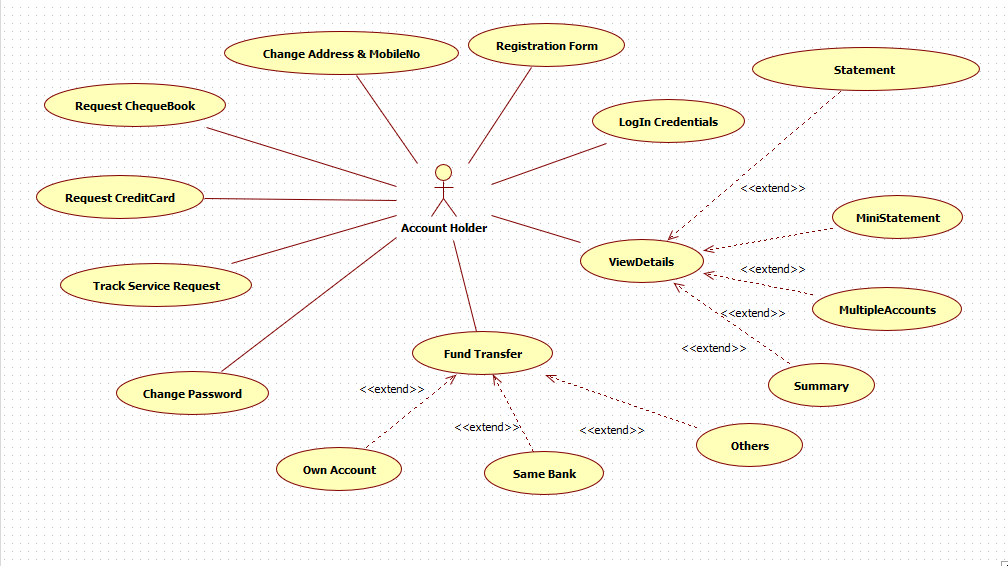 Registration Form
Change Address & MobileNo
Statement
Request ChequeBook
LogIn Credentials
<<extend>>
Request CreditCard
MiniStatement
Account Holder
ViewDetails
<<extend>>
Track Service Request
MultipleAccounts
<<extend>>
<<extend>>
Fund Transfer
Summary
<<extend>>
Change Password
<<extend>>
<<extend>>
Others
Own Account
Same Bank